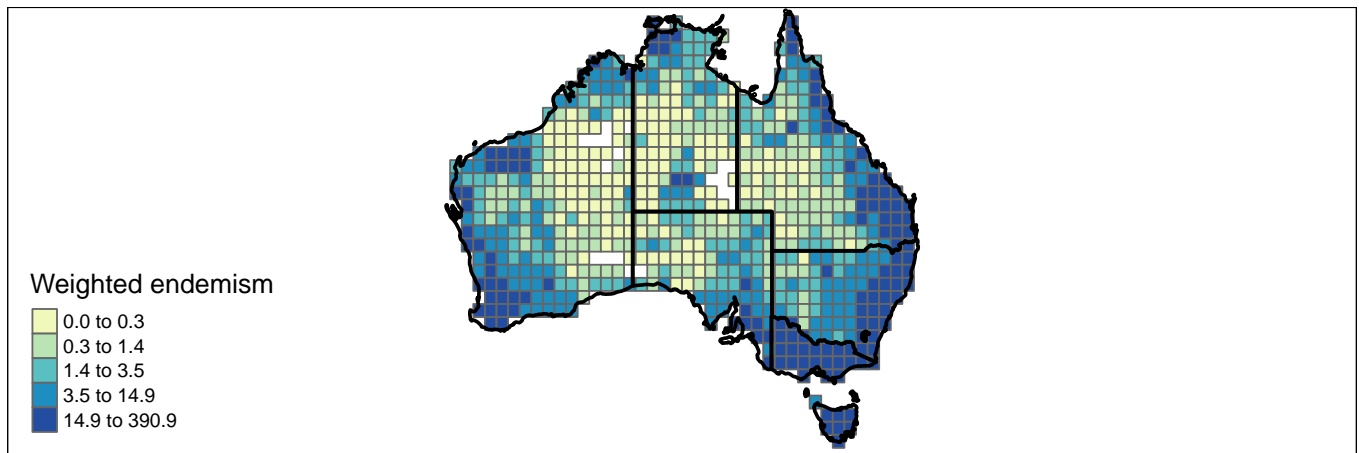 Weighted endemism
0.0 to 0.3
0.3 to 1.4
1.4 to 3.5
3.5 to 14.9
14.9 to 390.9